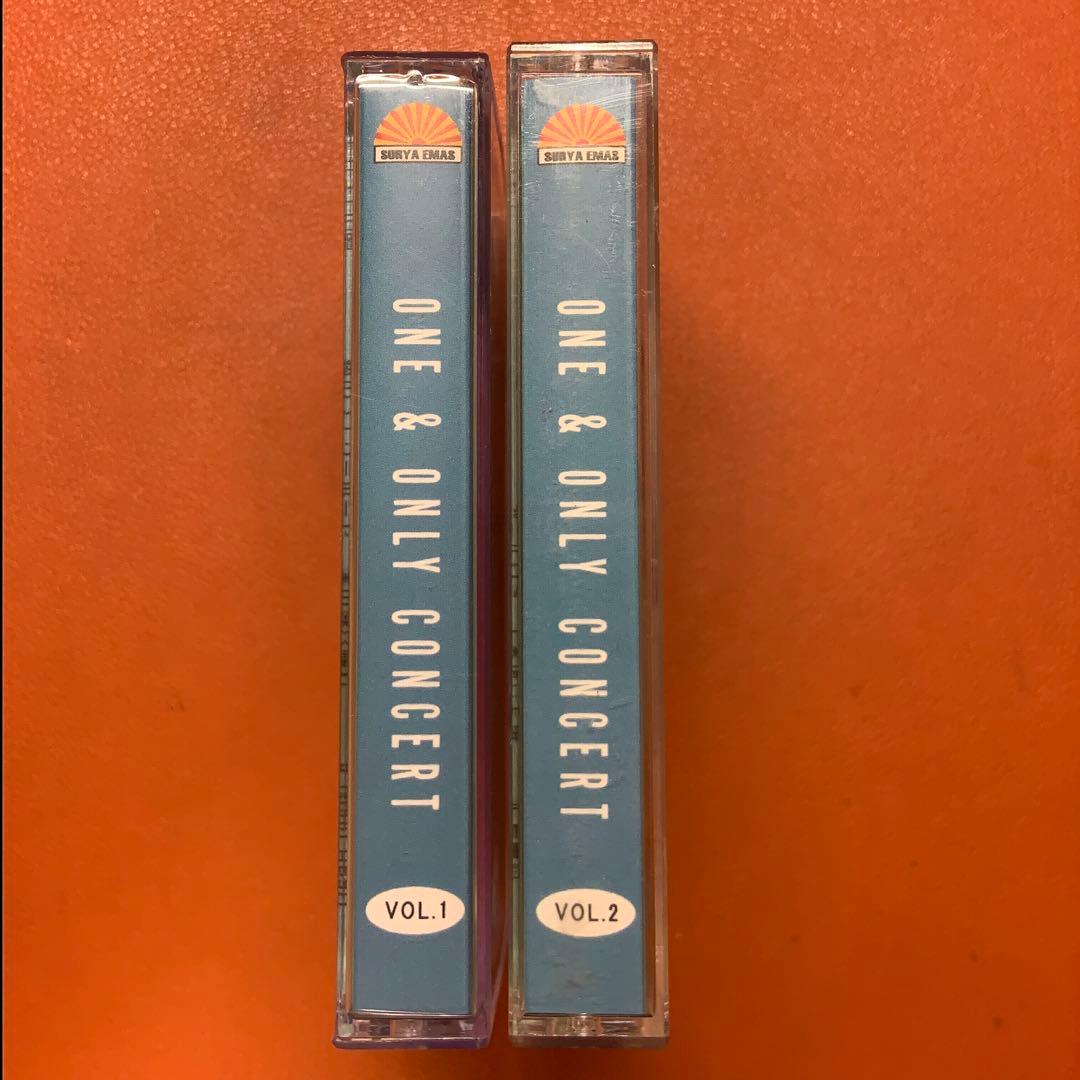 SURYA EMAS
ONE & ONLY CONCERT
VOL.1
SURYA EMAS
ONE & ONLY CONCERT
VOL.2